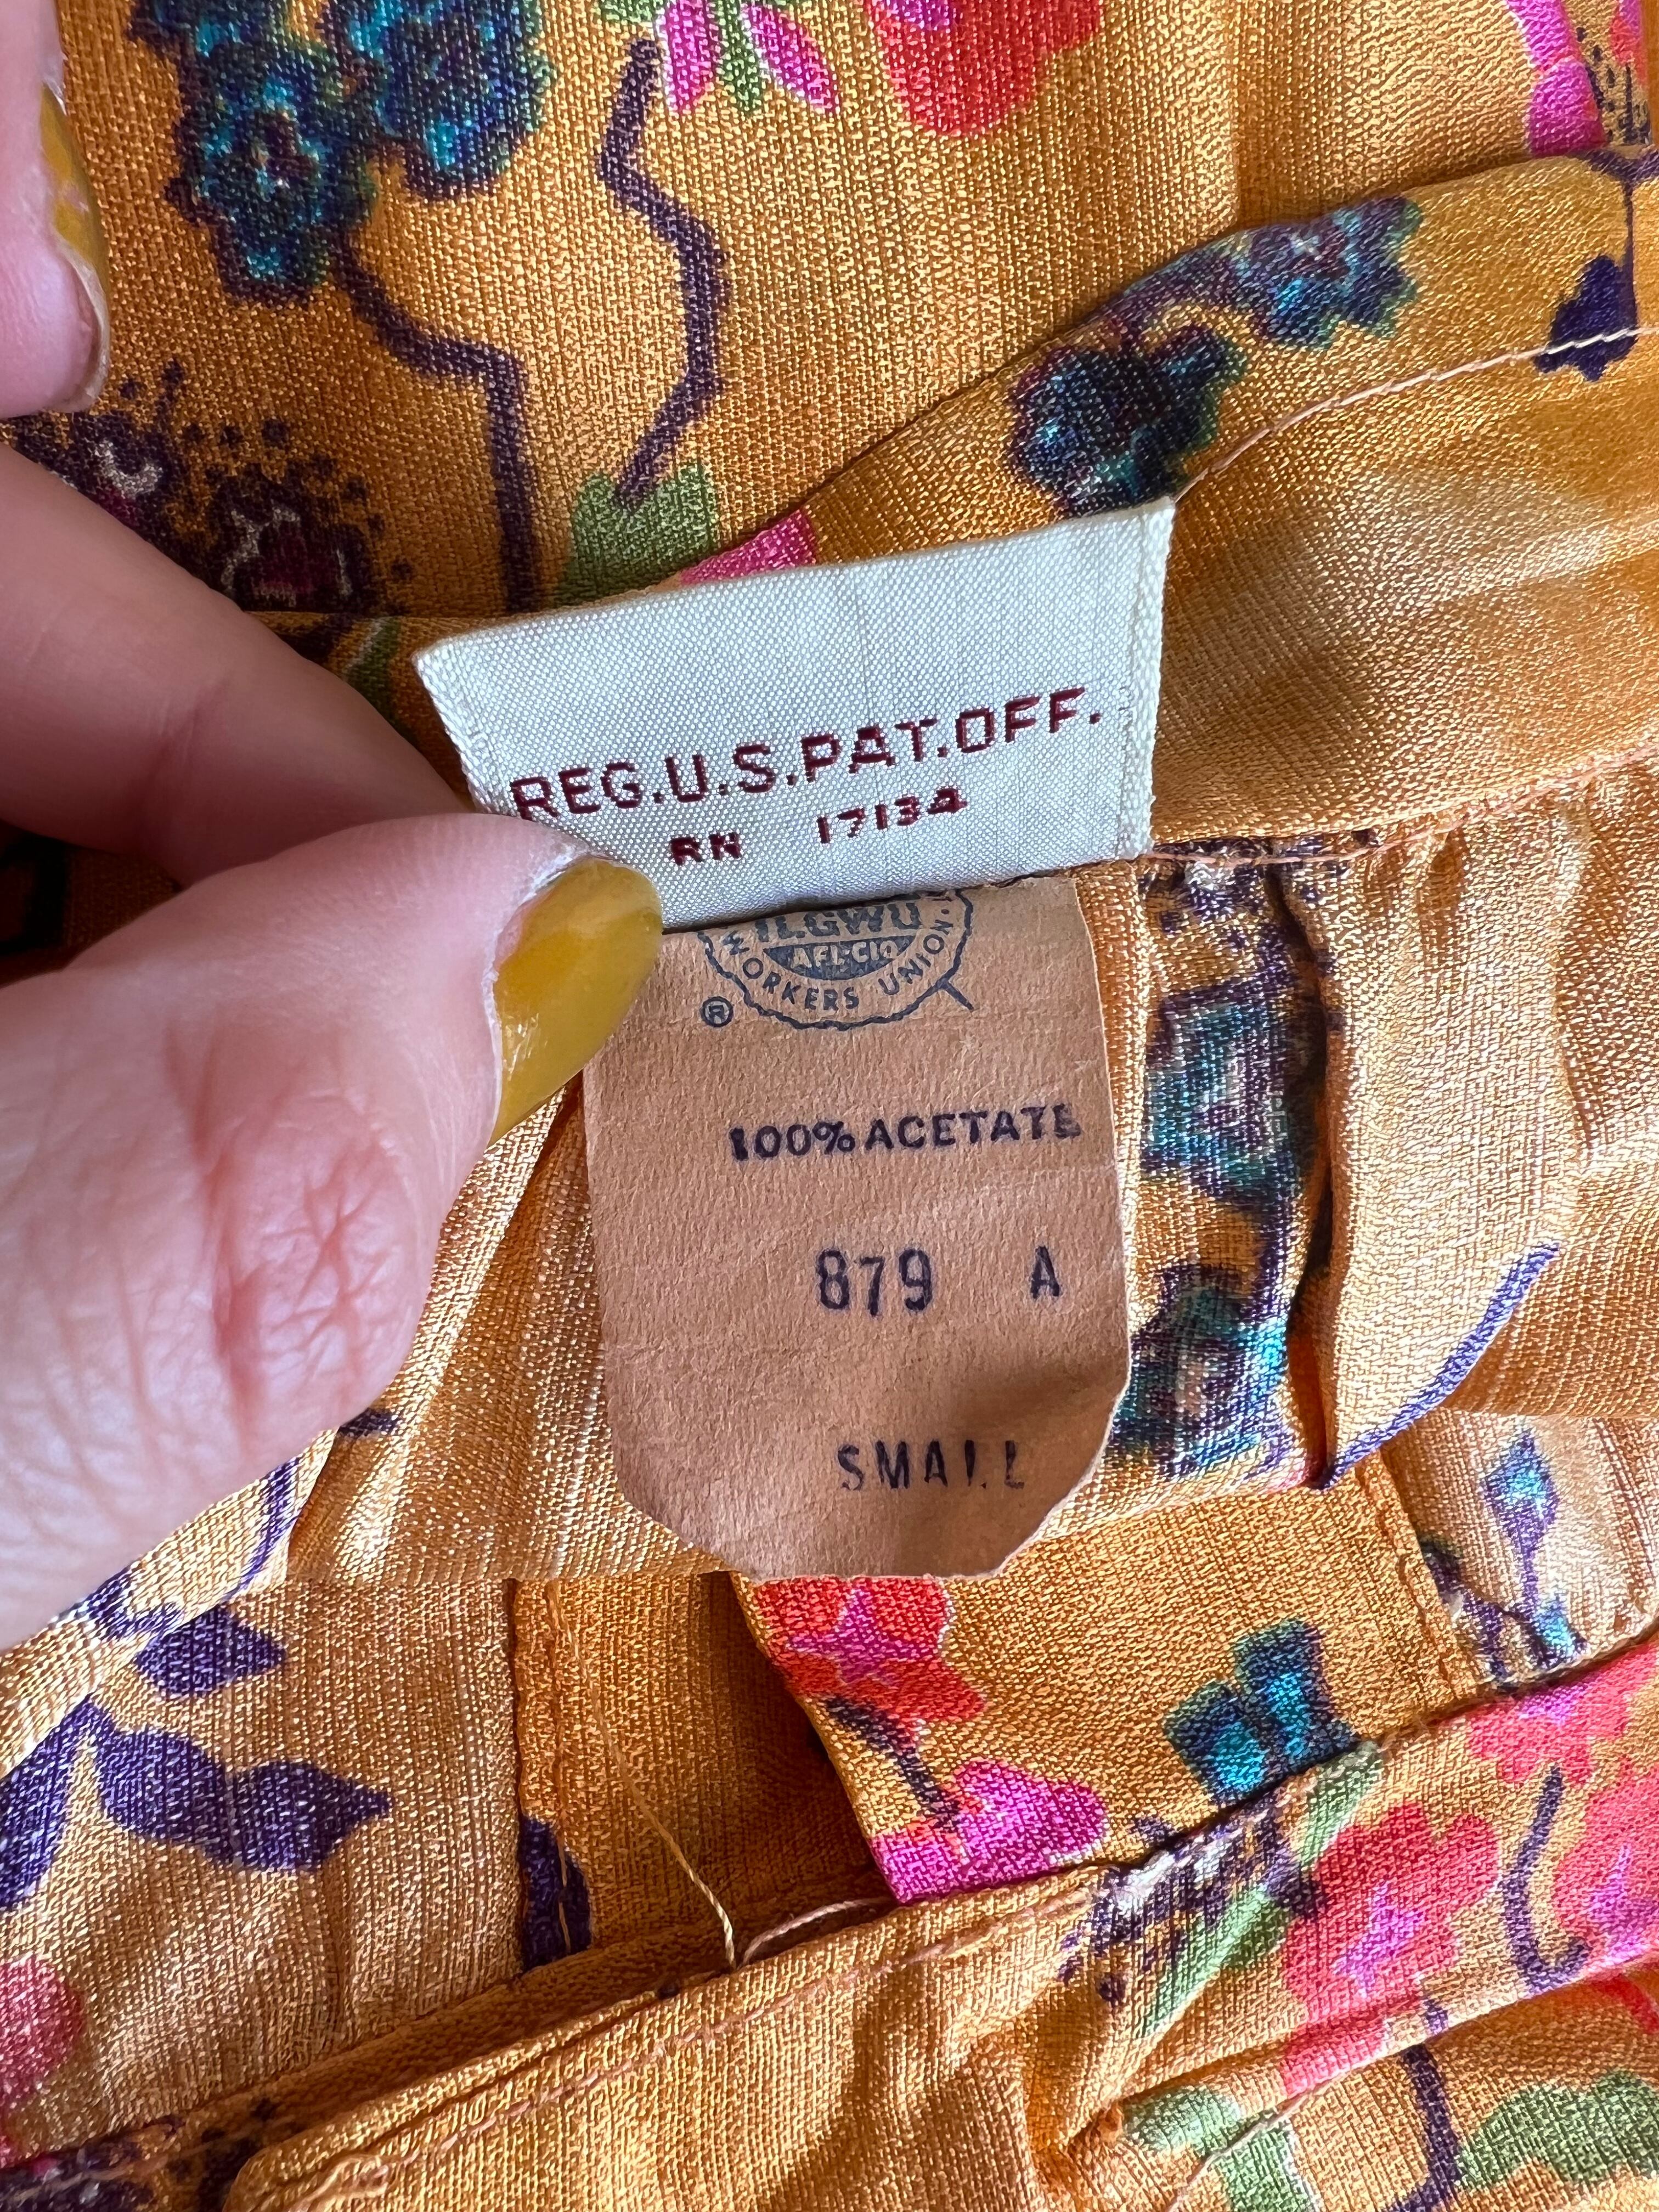 REG.U.S.PAT.OFF.
RN 17134
ILGWU
AFL-CIO
WORKERS UNION
®
100% ACETATE
879 A
SMALL